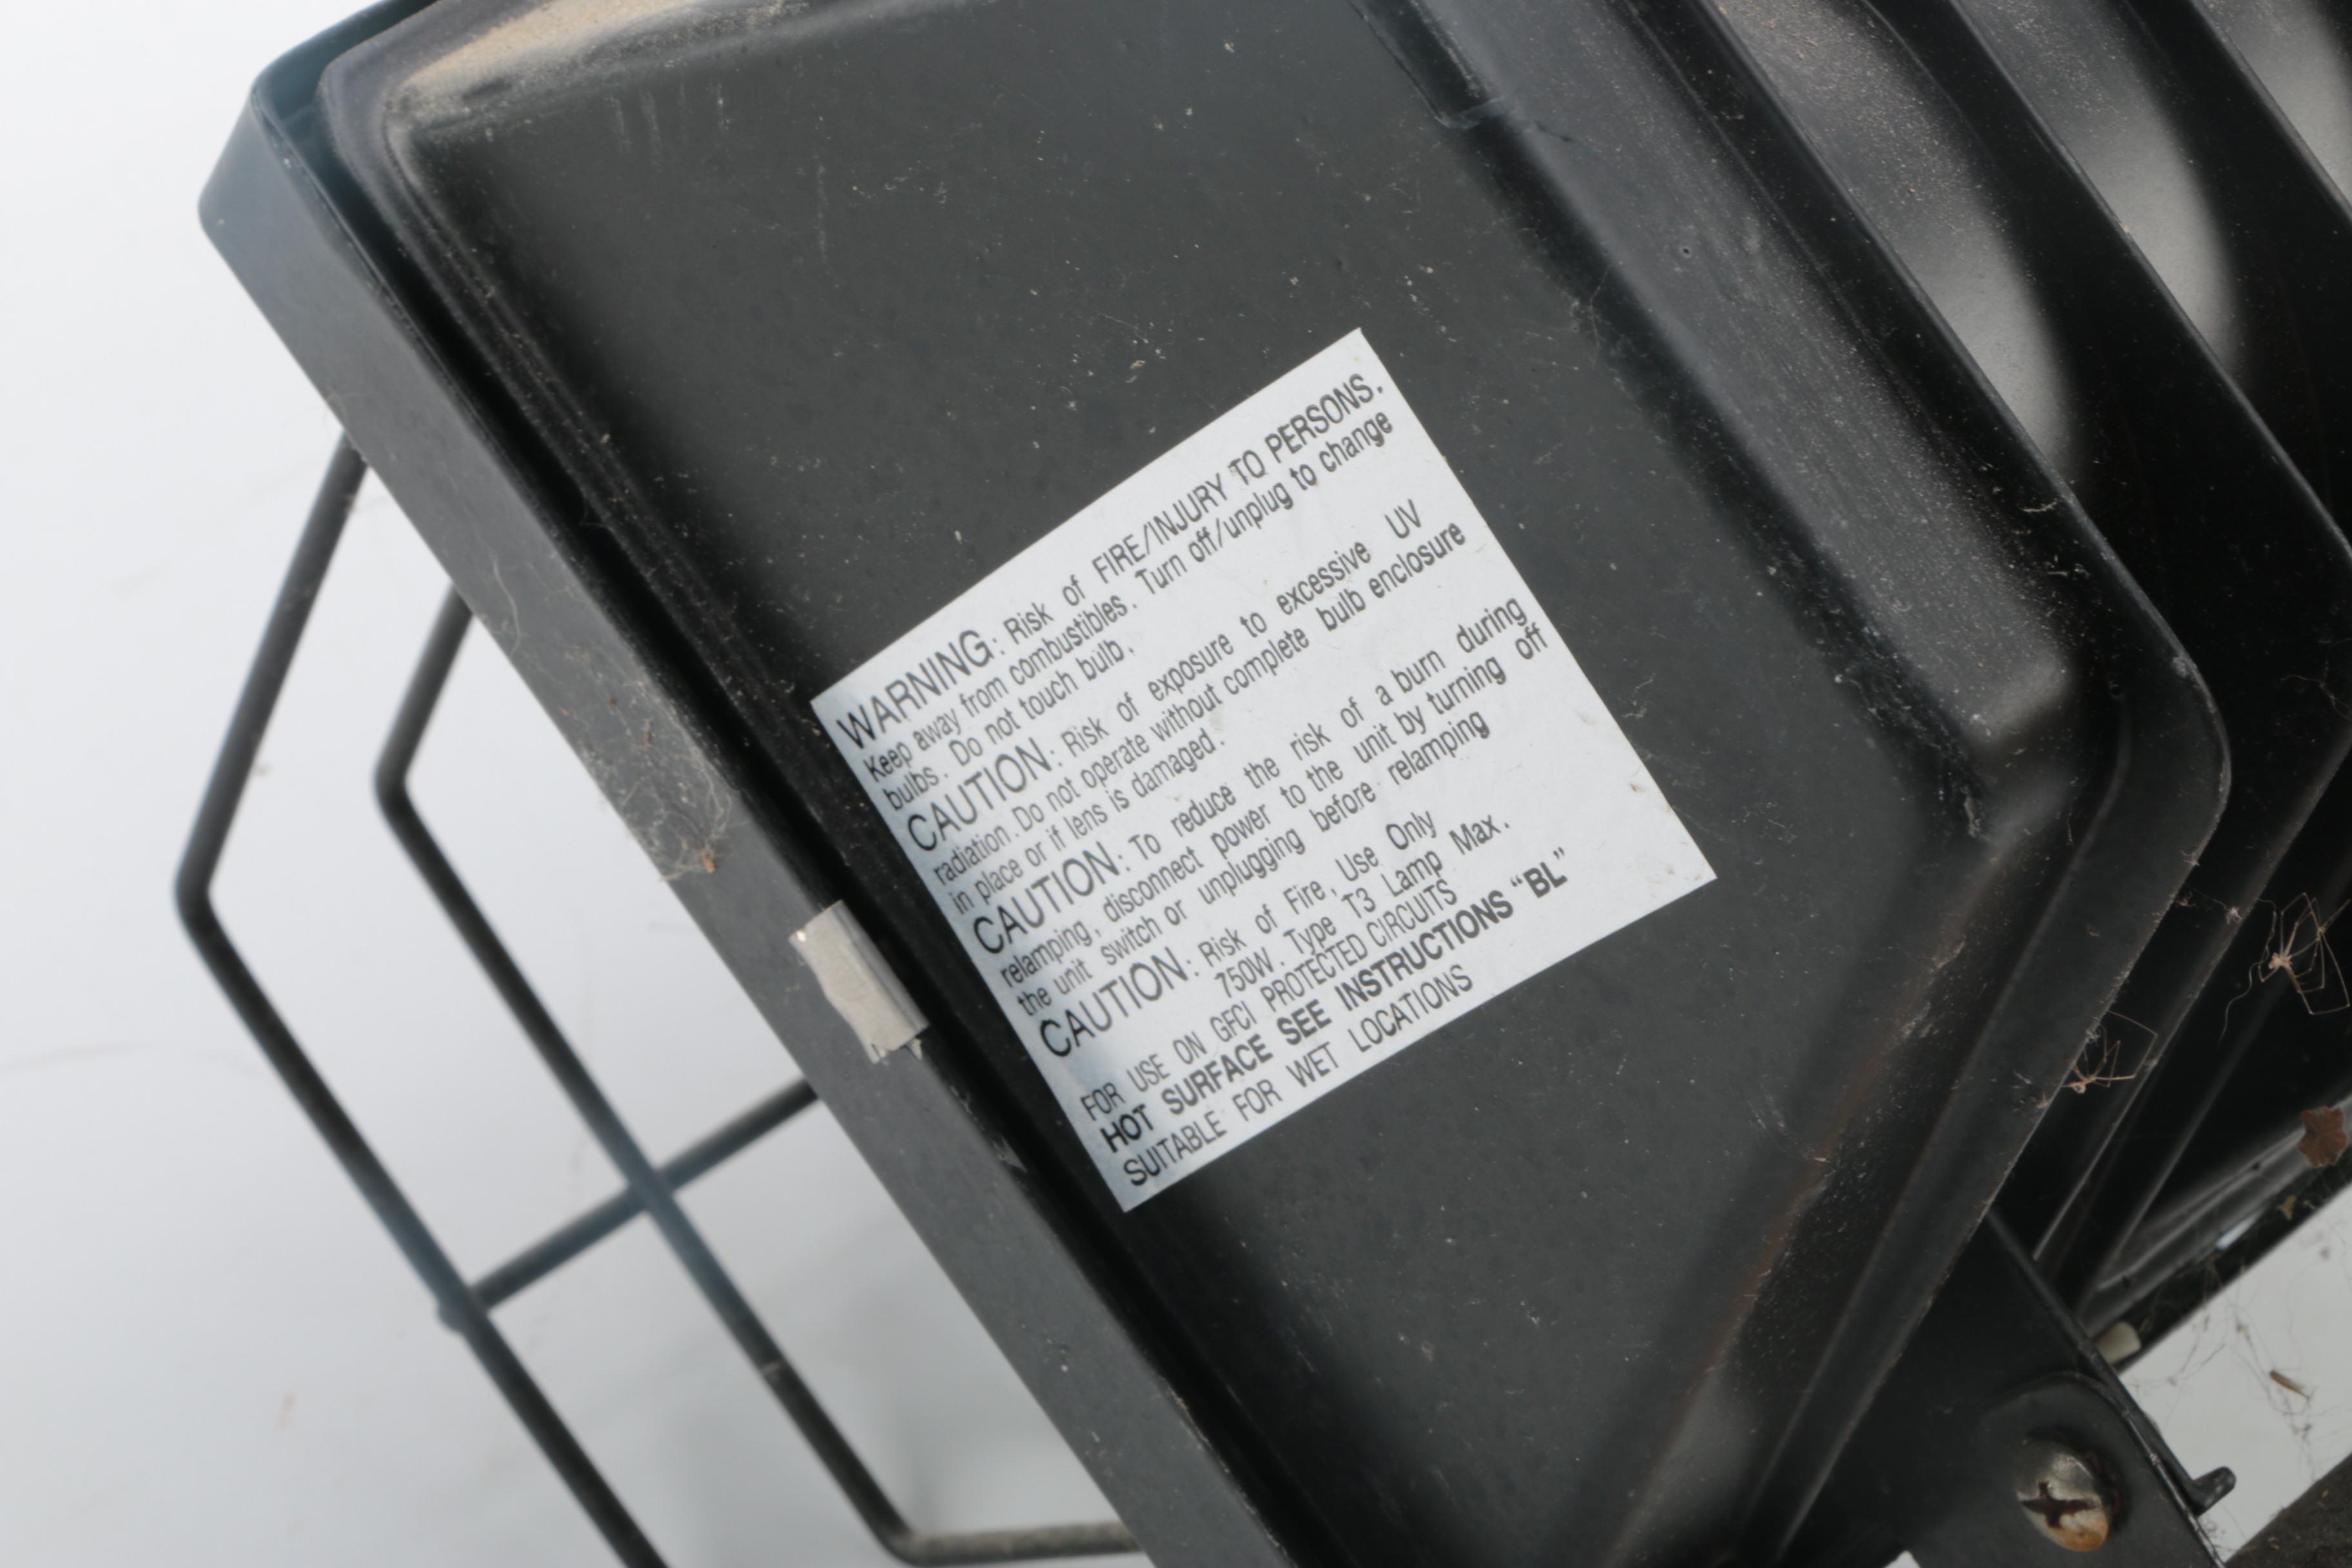 WARNING: Risk of FIRE/INJURY TO PERSONS.
Keep away from combustibles. Turn off/unplug to change
bulbs. Do not touch bulb.
CAUTION: Risk of exposure to excessive UV
radiation. Do not operate without complete bulb enclosure
in place or if lens is damaged.
CAUTION: To reduce the risk of a burn during
relamping, disconnect power to the unit by turning off
the unit switch or unplugging before relamping
CAUTION: Risk of Fire, Use Only
750W. Type T3 Lamp Max.
FOR USE ON GFCI PROTECTED CIRCUITS
HOT SURFACE SEE INSTRUCTIONS “BL”
SUITABLE FOR WET LOCATIONS